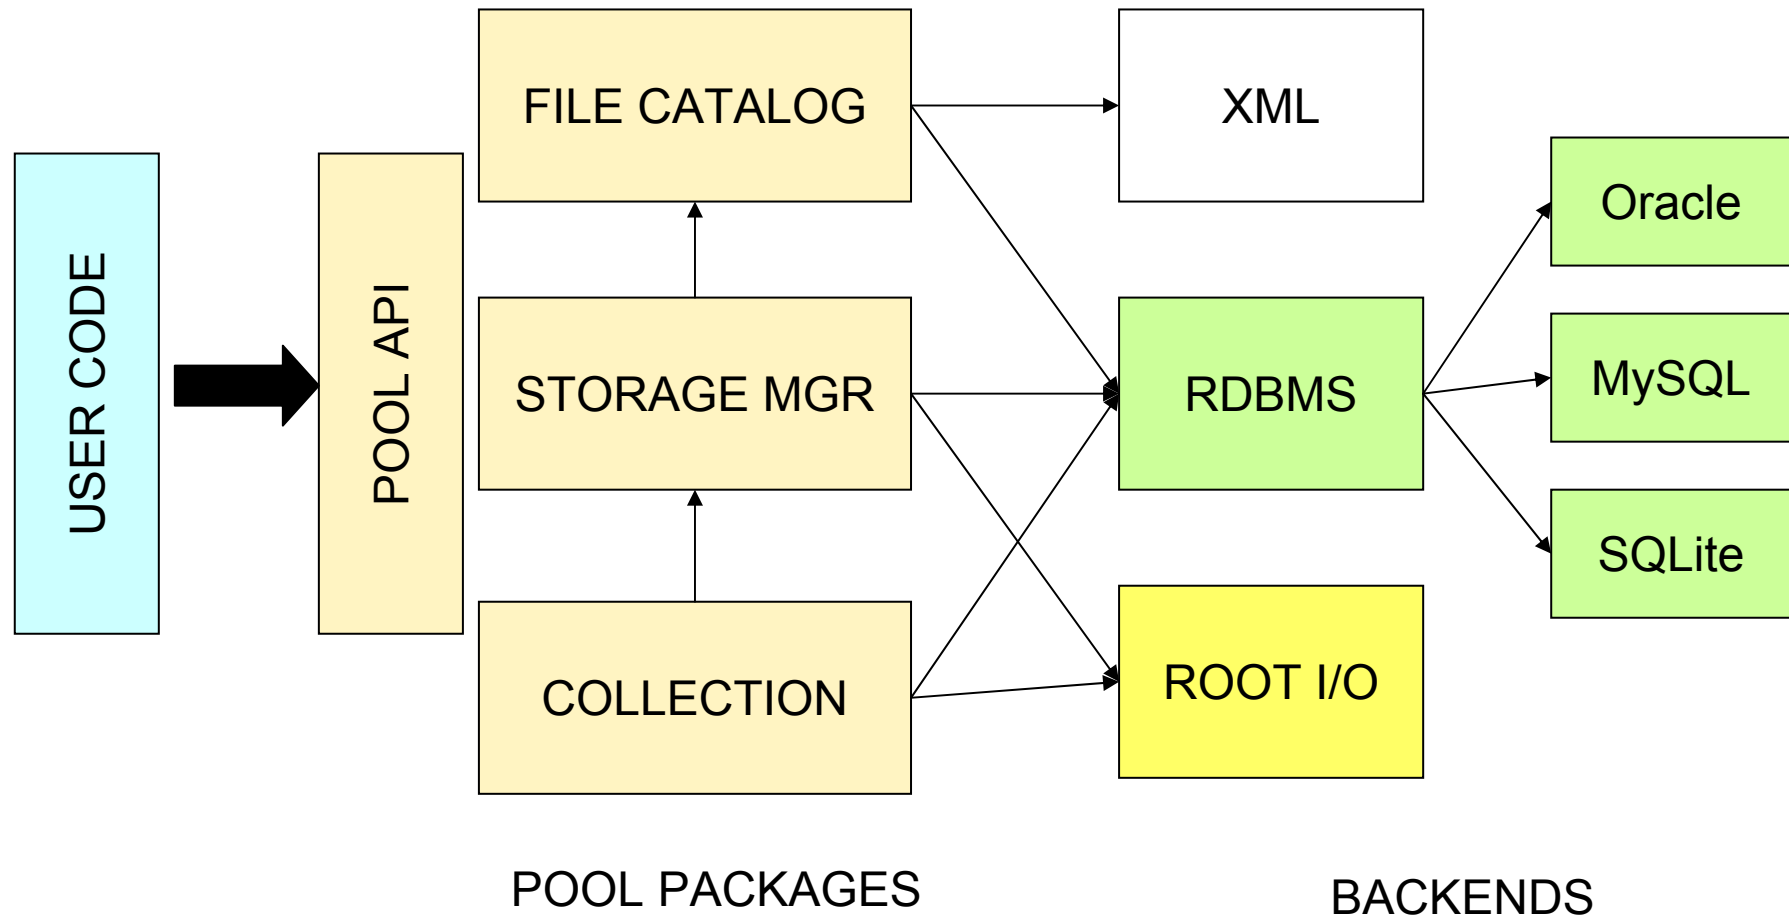 USER CODE
POOL API
FILE CATALOG
STORAGE MGR
COLLECTION
XML
RDBMS
ROOT I/O
Oracle
MySQL
SQLite
POOL PACKAGES
BACKENDS